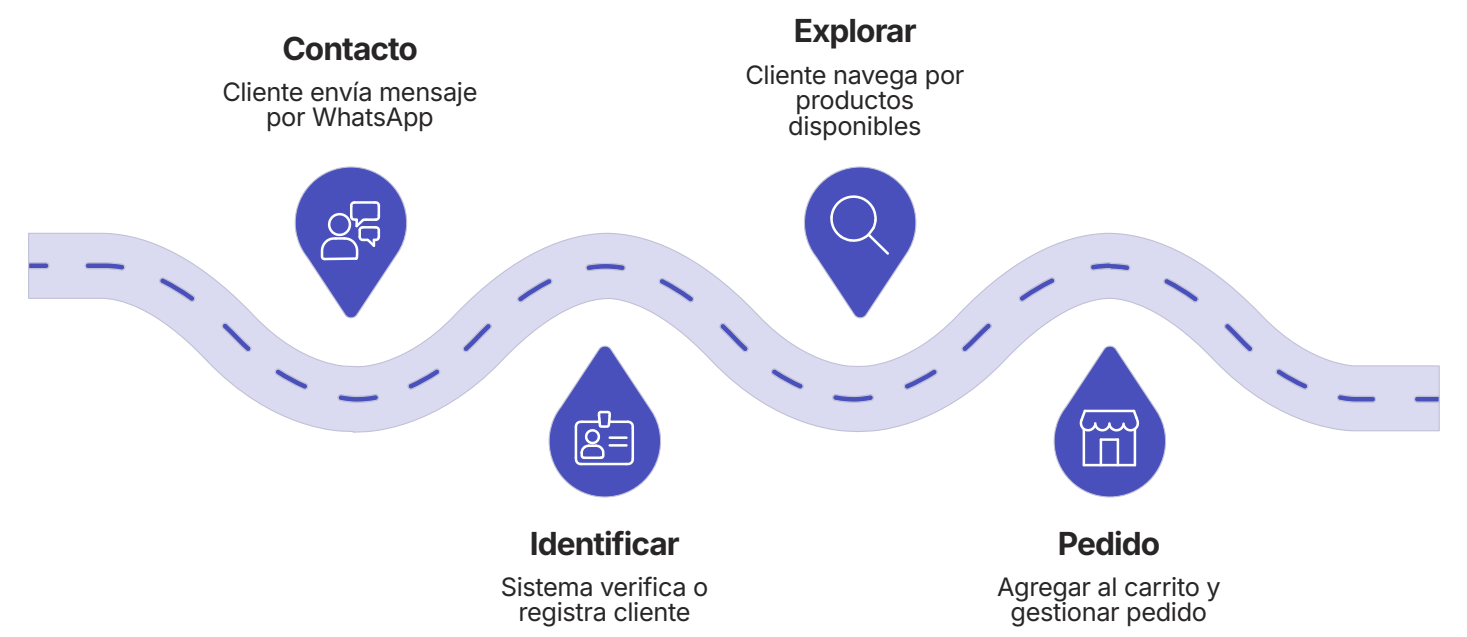 Contacto
Cliente envía mensaje
por WhatsApp
Identificar
Sistema verifica o
registra cliente
Explorar
Cliente navega por
productos
disponibles
Pedido
Agregar al carrito y
gestionar pedido